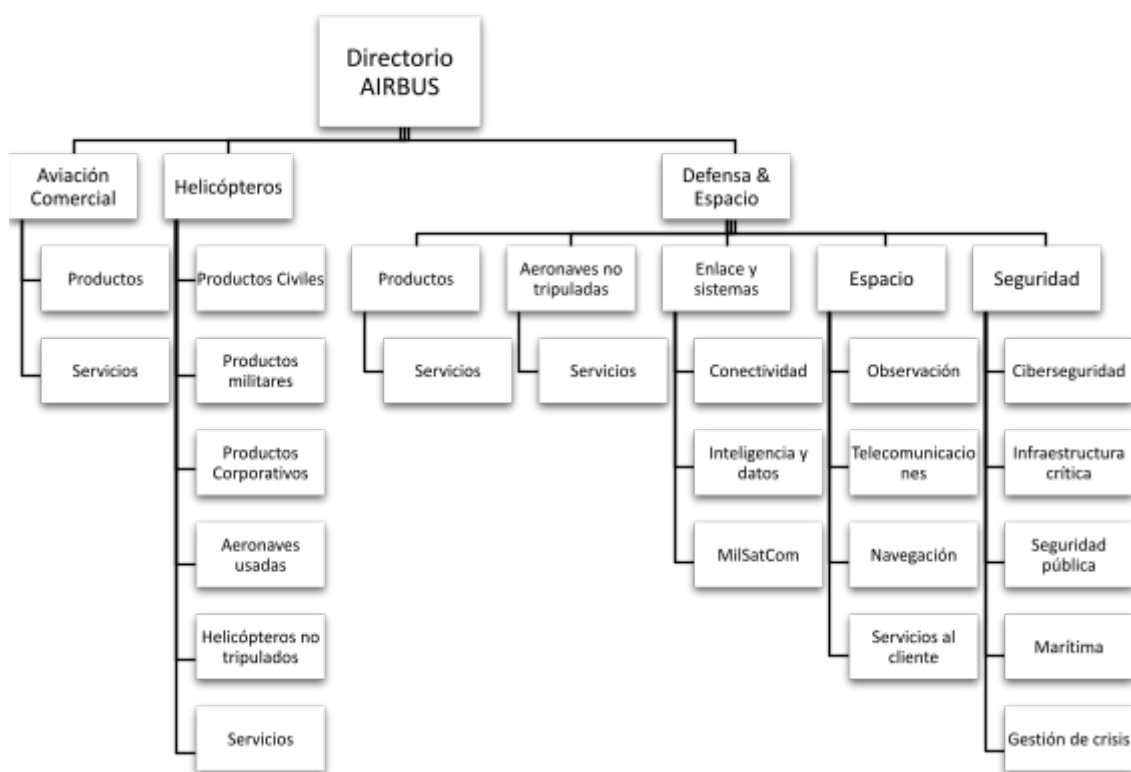 Directorio
AIRBUS
Aviación
Comercial
Helicópteros
Defensa &
Espacio
Productos
Servicios
Productos Civiles
Productos
militares
Productos
Corporativos
Aeronaves
usadas
Helicópteros no
tripulados
Servicios
Productos
Servicios
Aeronaves no
tripuladas
Servicios
Enlace y
sistemas
Conectividad
Inteligencia y
datos
MilSatCom
Espacio
Observación
Telecomunicacio
nes
Navegación
Servicios al
cliente
Seguridad
Ciberseguridad
Infraestructura
crítica
Seguridad
pública
Marítima
Gestión de crisis